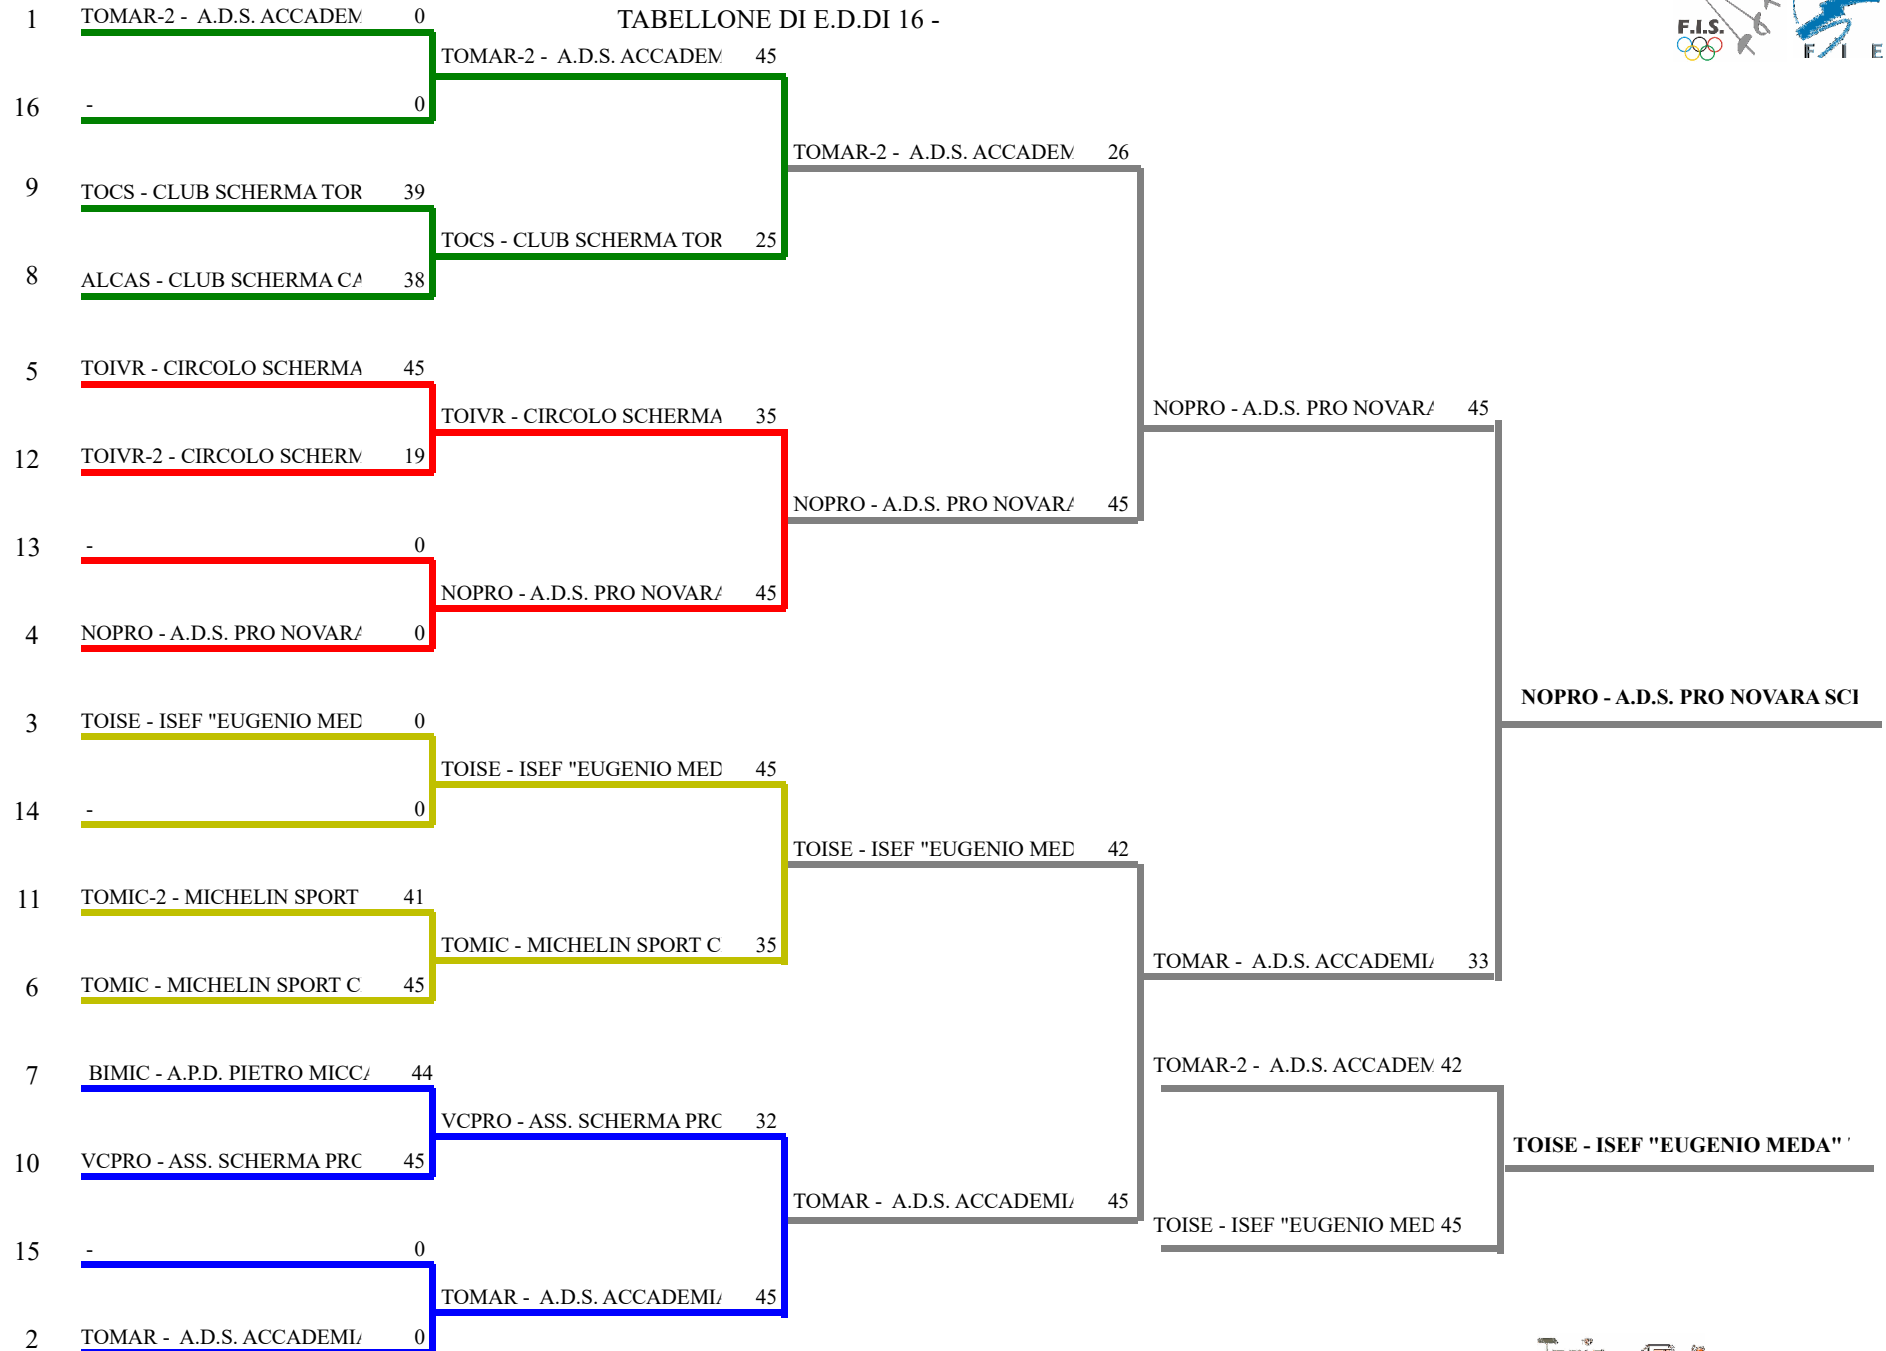 1 TOMAR-2 - A.D.S. ACCADEM 0 TABELLONE DI E.D.DI 16 -
F.I.S.
F I E
TOMAR-2 - A.D.S. ACCADEM 45
16 - 0
TOMAR-2 - A.D.S. ACCADEM 26
9 TOCS - CLUB SCHERMA TOR 39
TOCS - CLUB SCHERMA TOR 25
8 ALCAS - CLUB SCHERMA CA 38
5 TOIVR - CIRCOLO SCHERMA 45
TOIVR - CIRCOLO SCHERMA 35
NOPRO - A.D.S. PRO NOVARA 45
12 TOIVR-2 - CIRCOLO SCHERM 19
NOPRO - A.D.S. PRO NOVARA 45
13 - 0
NOPRO - A.D.S. PRO NOVARA 45
4 NOPRO - A.D.S. PRO NOVARA 0
NOPRO - A.D.S. PRO NOVARA SCI
3 TOISE - ISEF "EUGENIO MED 0
TOISE - ISEF "EUGENIO MED 45
14 - 0
TOISE - ISEF "EUGENIO MED 42
11 TOMIC-2 - MICHELIN SPORT 41
TOMIC - MICHELIN SPORT C 35
TOMAR - A.D.S. ACCADEMIA 33
6 TOMIC - MICHELIN SPORT C 45
TOMAR-2 - A.D.S. ACCADEM 42
7 BIMIC - A.P.D. PIETRO MICCA 44
VCPRO - ASS. SCHERMA PRO 32
TOISE - ISEF "EUGENIO MEDA"
10 VCPRO - ASS. SCHERMA PRO 45
TOMAR - A.D.S. ACCADEMIA 45
TOISE - ISEF "EUGENIO MED 45
15 - 0
TOMAR - A.D.S. ACCADEMIA 45
2 TOMAR - A.D.S. ACCADEMIA 0